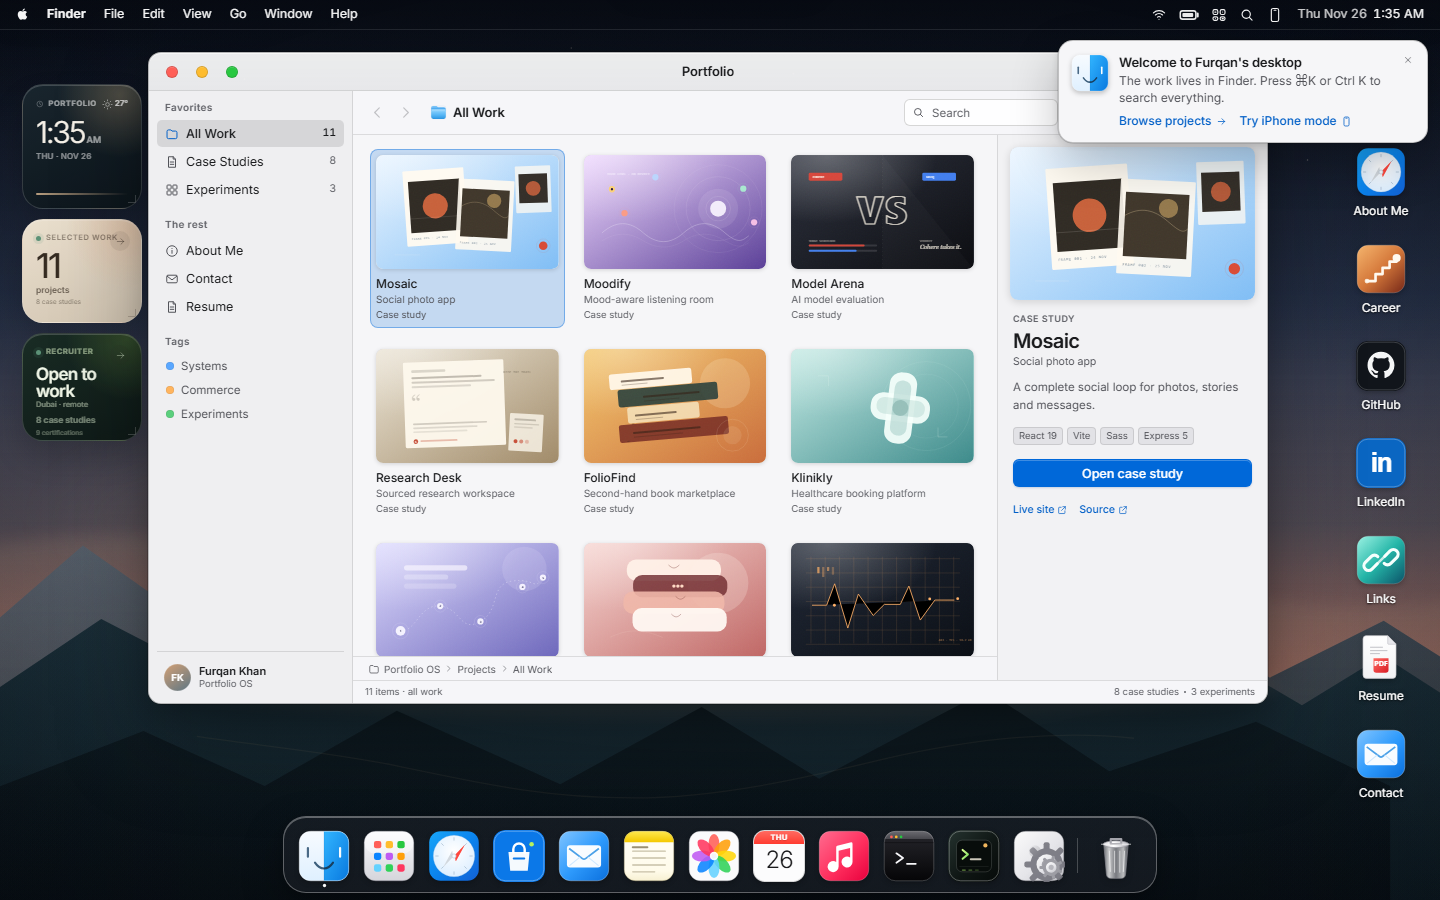 Finder File Edit View Go Window Help
Thu Nov 26 1:35 AM
PORTFOLIO 27°
1:35 AM
THU · NOV 26
SELECTED WORK
11
projects
8 case studies
RECRUITER
Open to
work
Dubai · remote
8 case studies
9 certifications
Portfolio
Favorites
All Work 11
Case Studies 8
Experiments 3
The rest
About Me
Contact
Resume
Tags
Systems
Commerce
Experiments
FK
Furqan Khan
Portfolio OS
All Work
Search
Mosaic
Social photo app
Case study
Moodify
Mood-aware listening room
Case study
VS
Cohere takes it.
Model Arena
AI model evaluation
Case study
Research Desk
Sourced research workspace
Case study
FolioFind
Second-hand book marketplace
Case study
Klinikly
Healthcare booking platform
Case study
Portfolio OS > Projects > All Work
11 items · all work
8 case studies • 3 experiments
CASE STUDY
Mosaic
Social photo app
A complete social loop for photos, stories
and messages.
React 19 Vite Sass Express 5
Open case study
Live site Source
Welcome to Furqan's desktop
The work lives in Finder. Press ⌘K or Ctrl K to
search everything.
Browse projects → Try iPhone mode
About Me
Career
GitHub
in
LinkedIn
Links
PDF
Resume
Contact
THU
26